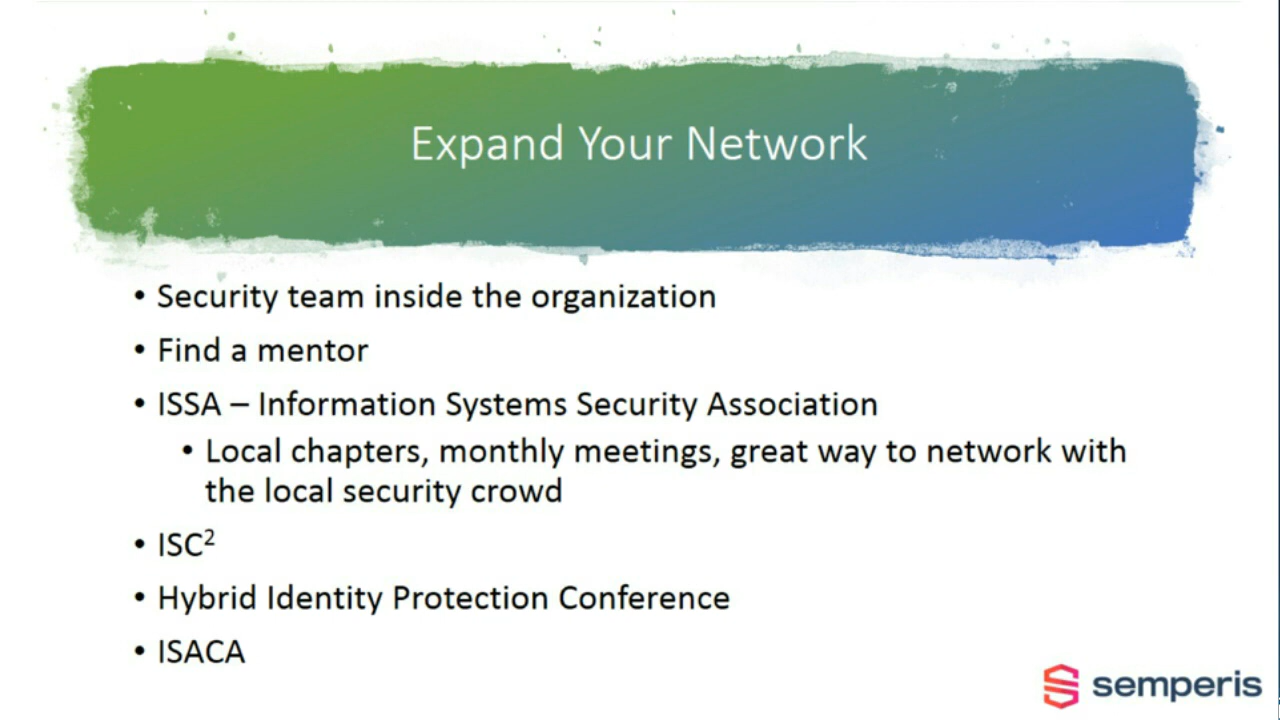 Expand Your Network
• Security team inside the organization
• Find a mentor
• ISSA – Information Systems Security Association
• Local chapters, monthly meetings, great way to network with
the local security crowd
• ISC²
• Hybrid Identity Protection Conference
• ISACA
semperis